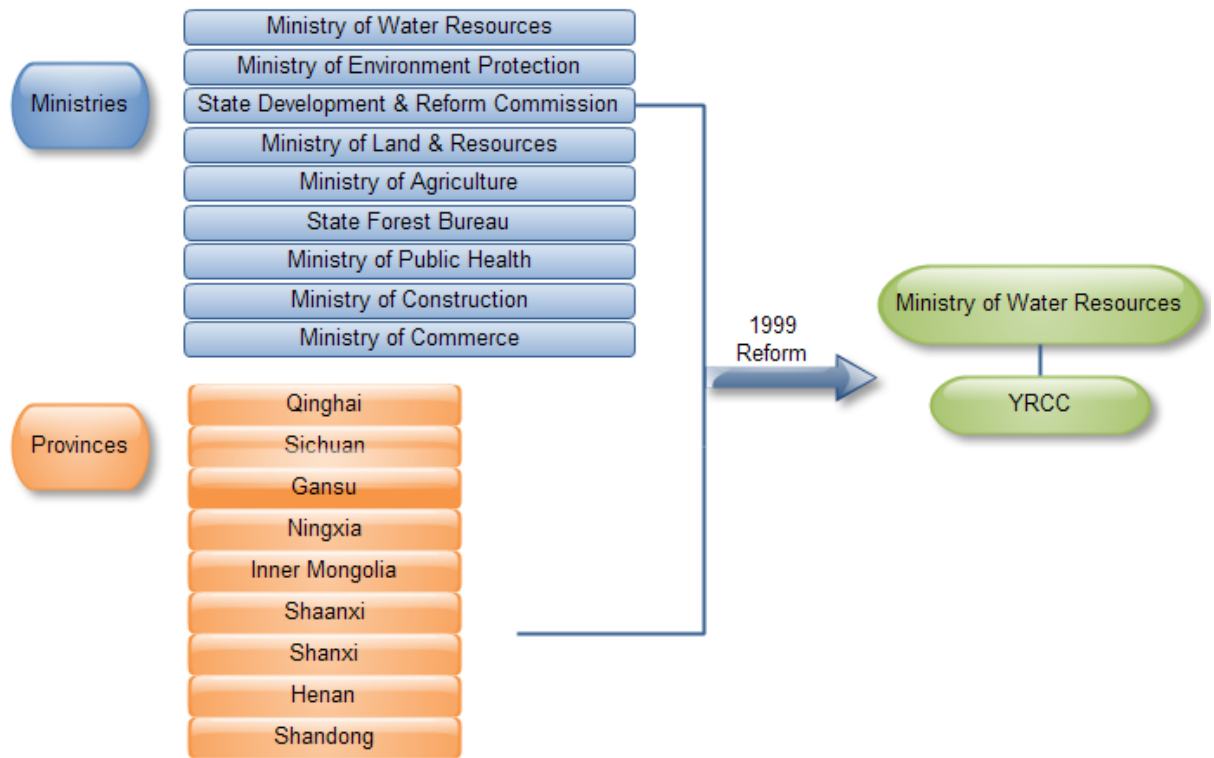 Ministries
Ministry of Water Resources
Ministry of Environment Protection
State Development & Reform Commission
Ministry of Land & Resources
Ministry of Agriculture
State Forest Bureau
Ministry of Public Health
Ministry of Construction
Ministry of Commerce
Provinces
Qinghai
Sichuan
Gansu
Ningxia
Inner Mongolia
Shaanxi
Shanxi
Henan
Shandong
1999
Reform
Ministry of Water Resources
YRCC